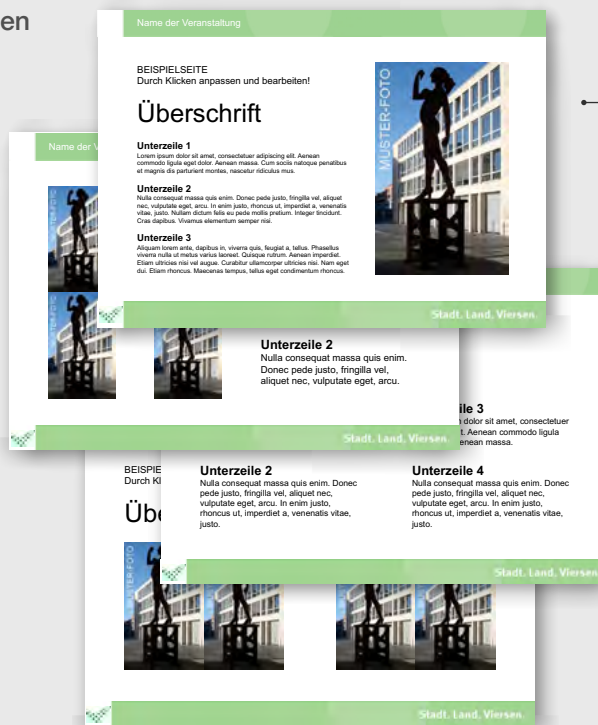 en
Name der Veranstaltung
BEISPIELSEITE
Durch Klicken anpassen und bearbeiten!
Überschrift
Unterzeile 1
Lorem ipsum dolor sit amet, consectetuer adipiscing elit. Aenean
commodo ligula eget dolor. Aenean massa. Cum sociis natoque penatibus
et magnis dis parturient montes, nascetur ridiculus mus.
Unterzeile 2
Nulla consequat massa quis enim. Donec pede justo, fringilla vel, aliquet
nec, vulputate eget, arcu. In enim justo, rhoncus ut, imperdiet a, venenatis
vitae, justo. Nullam dictum felis eu pede mollis pretium. Integer tincidunt.
Cras dapibus. Vivamus elementum semper nisi.
Unterzeile 3
Aliquam lorem ante, dapibus in, viverra quis, feugiat a, tellus. Phasellus
viverra nulla ut metus varius laoreet. Quisque rutrum. Aenean imperdiet.
Etiam ultricies nisi vel augue. Curabitur ullamcorper ultricies nisi. Nam eget
dui. Etiam rhoncus. Maecenas tempus, tellus eget condimentum rhoncus.
MUSTER-FOTO
Stadt. Land. Viersen.
Name der V
MUSTER-FOTO
Unterzeile 2
Nulla consequat massa quis enim.
Donec pede justo, fringilla vel,
aliquet nec, vulputate eget, arcu.
Stadt. Land. Viersen.
ile 3
dolor sit amet, consectetuer
t. Aenean commodo ligula
enean massa.
Unterzeile 2
Nulla consequat massa quis enim. Donec
pede justo, fringilla vel, aliquet nec,
vulputate eget, arcu. In enim justo,
rhoncus ut, imperdiet a, venenatis vitae,
justo.
Unterzeile 4
Nulla consequat massa quis enim. Donec
pede justo, fringilla vel, aliquet nec,
vulputate eget, arcu. In enim justo,
rhoncus ut, imperdiet a, venenatis vitae,
justo.
Stadt. Land. Viersen.
BEISPIE
Durch Kl
Übe
MUSTER-FOTO
Stadt. Land. Viersen.